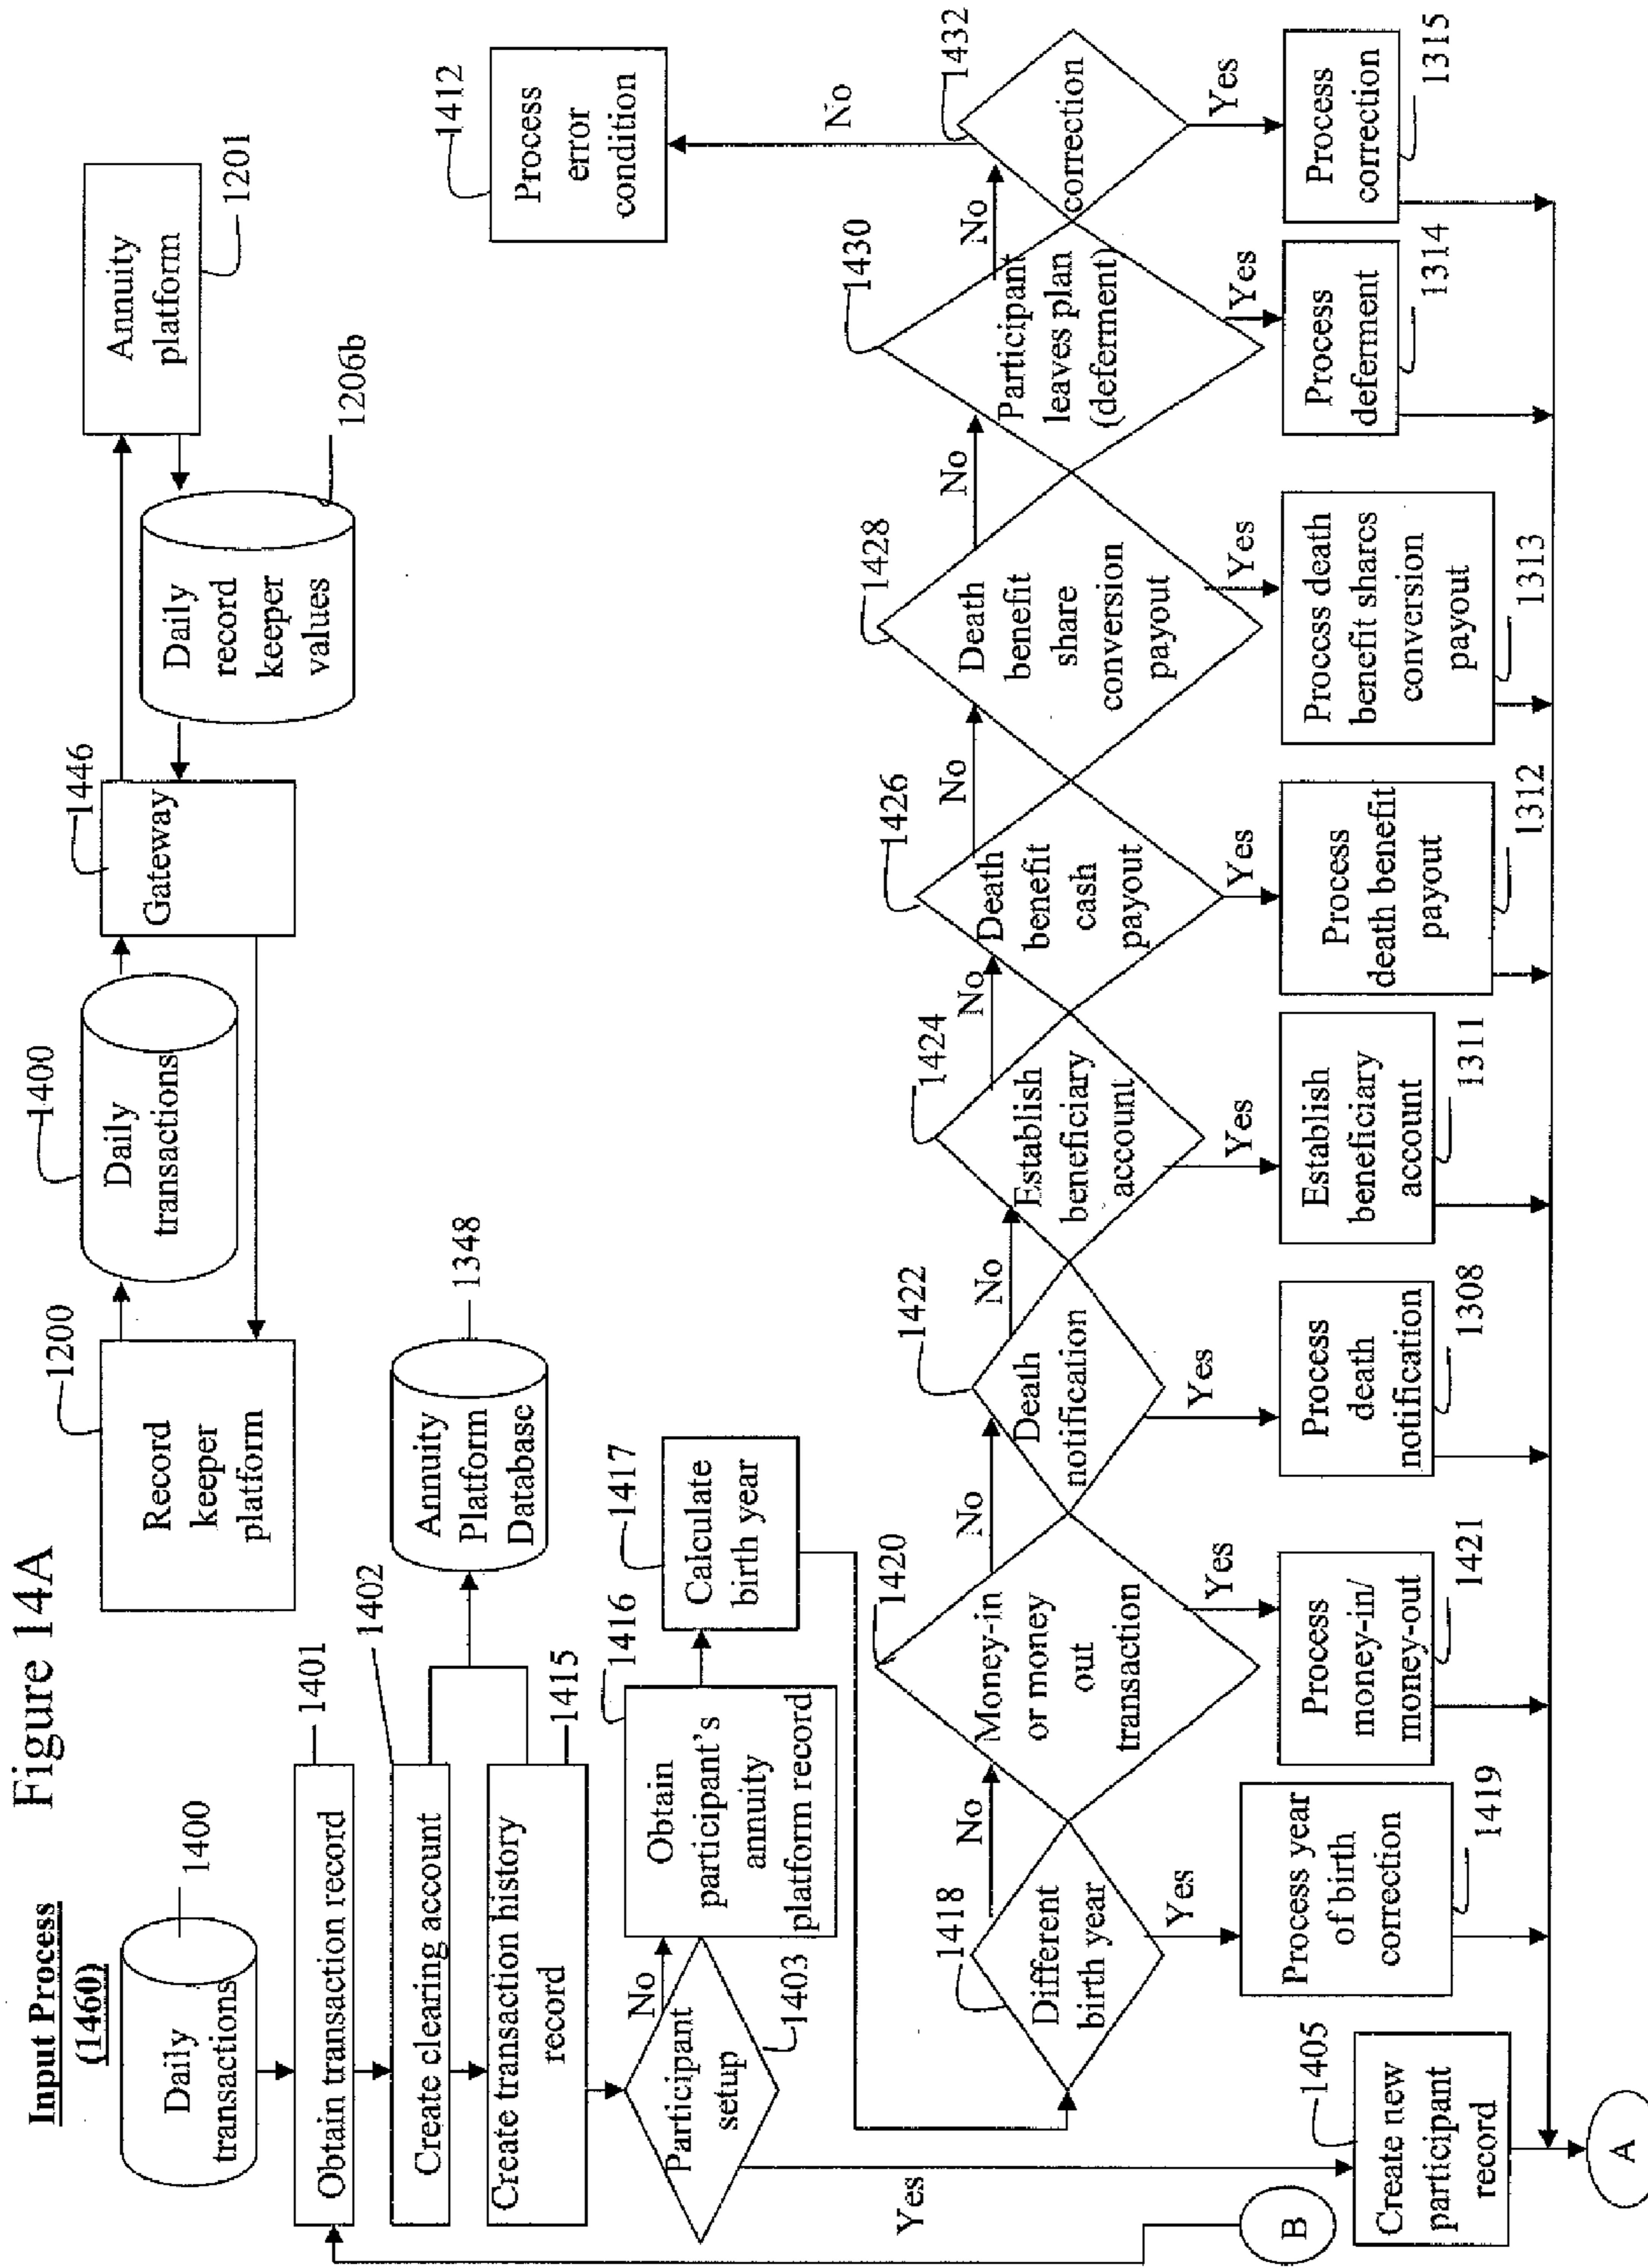 Figure 14A
Input Process
(1460)
Daily
transactions
1400
Obtain transaction record
1401
Create clearing account
1402
Create transaction history
record
1415
Annuity
Platform
Database
1348
Participant
setup
1403
No
Yes
Obtain
participant's
annuity
platform record
1416
Calculate
birth year
1417
Record
keeper
platform
1200
Daily
transactions
1400
Gateway
1446
Daily
record
keeper
values
1206b
Annuity
platform
1201
Different
birth year
1418
No
Yes
Process year
of birth
correction
1419
Money-in
or money
out
transaction
1420
No
Yes
Process
money-in/
money-out
1421
Death
notification
1422
No
Yes
Process
death
notification
1308
Establish
beneficiary
account
1424
No
Yes
Establish
beneficiary
account
1311
Death
benefit
cash
payout
1426
No
Yes
Process
death benefit
payout
1312
Death
benefit
share
conversion
payout
1428
No
Yes
Process death
benefit shares
conversion
payout
1313
Participant
leaves plan
(deferment)
1430
No
Yes
Process
deferment
1314
correction
1432
No
Yes
Process
correction
1315
Process
error
condition
1412
B
Create new
participant
record
1405
A